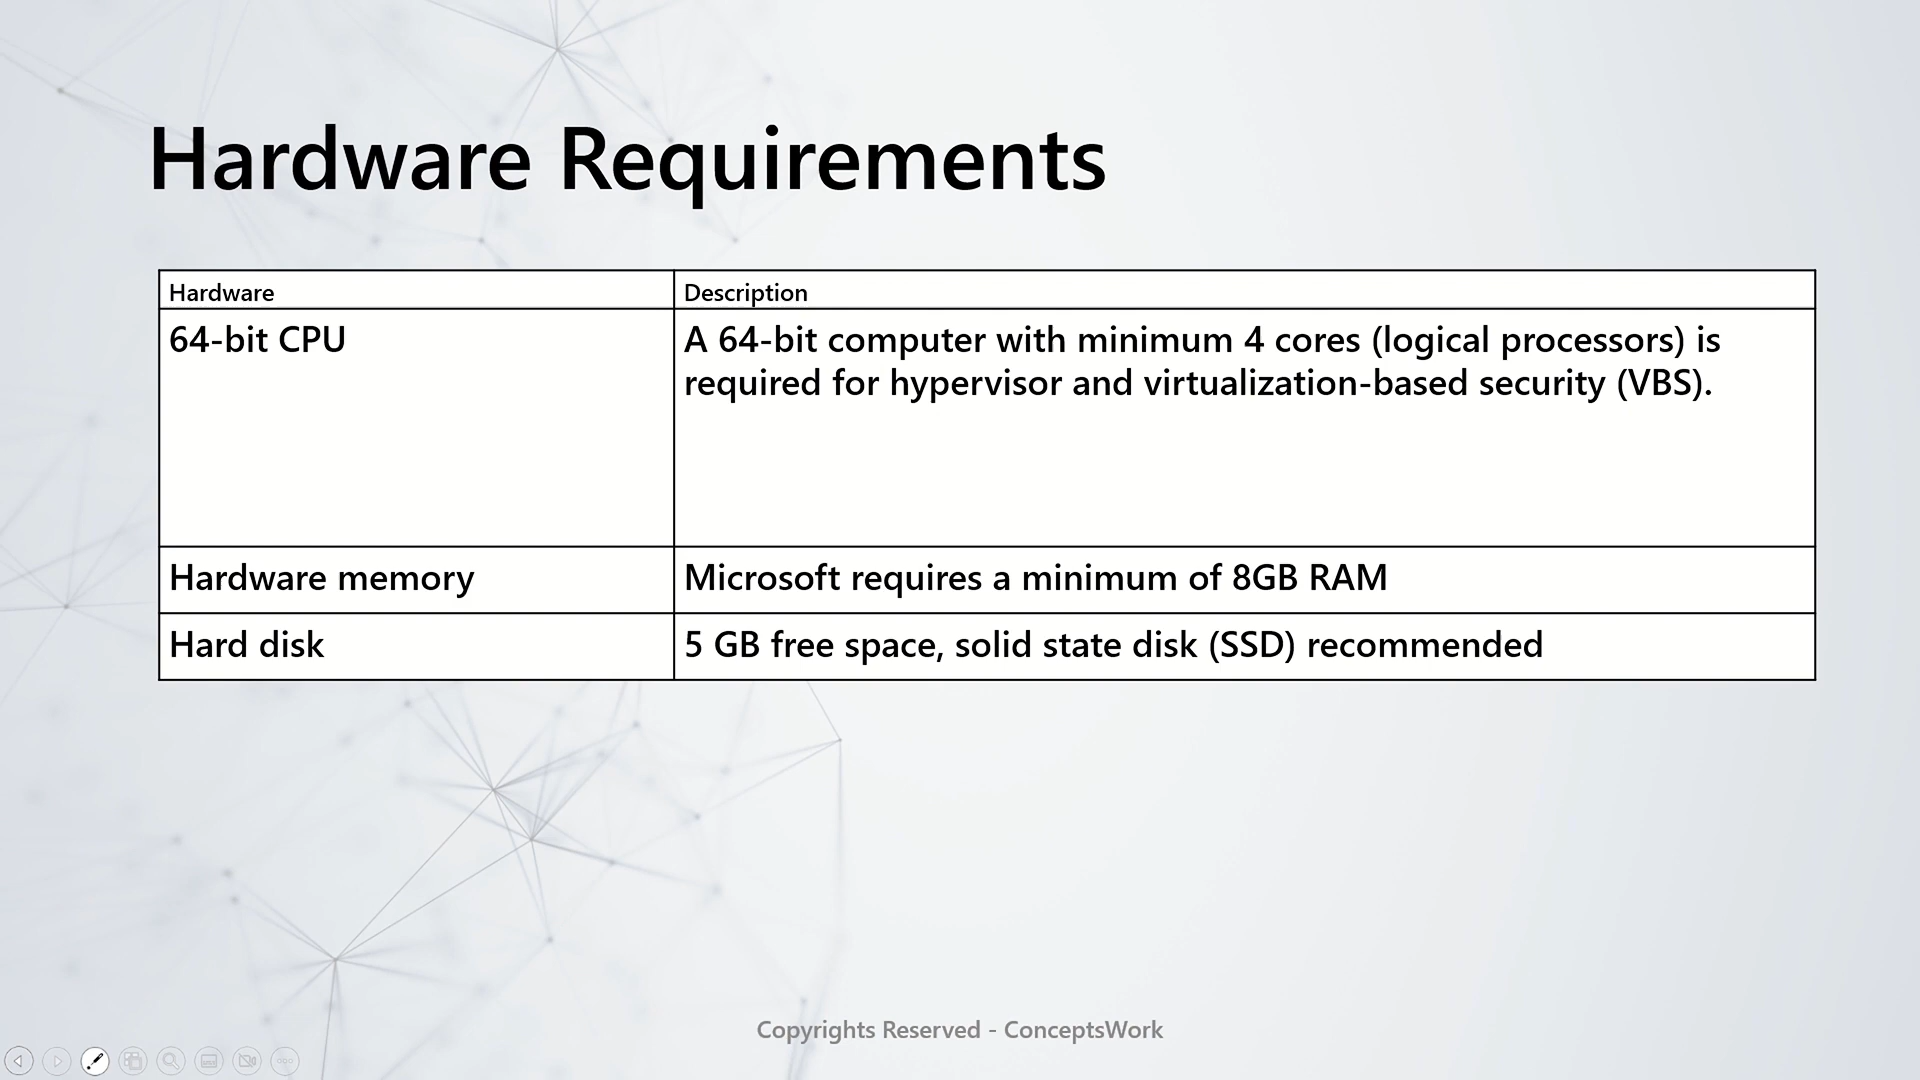 Hardware Requirements
Hardware
Description
64-bit CPU
A 64-bit computer with minimum 4 cores (logical processors) is
required for hypervisor and virtualization-based security (VBS).
Hardware memory
Microsoft requires a minimum of 8GB RAM
Hard disk
5 GB free space, solid state disk (SSD) recommended
Copyrights Reserved - ConceptsWork